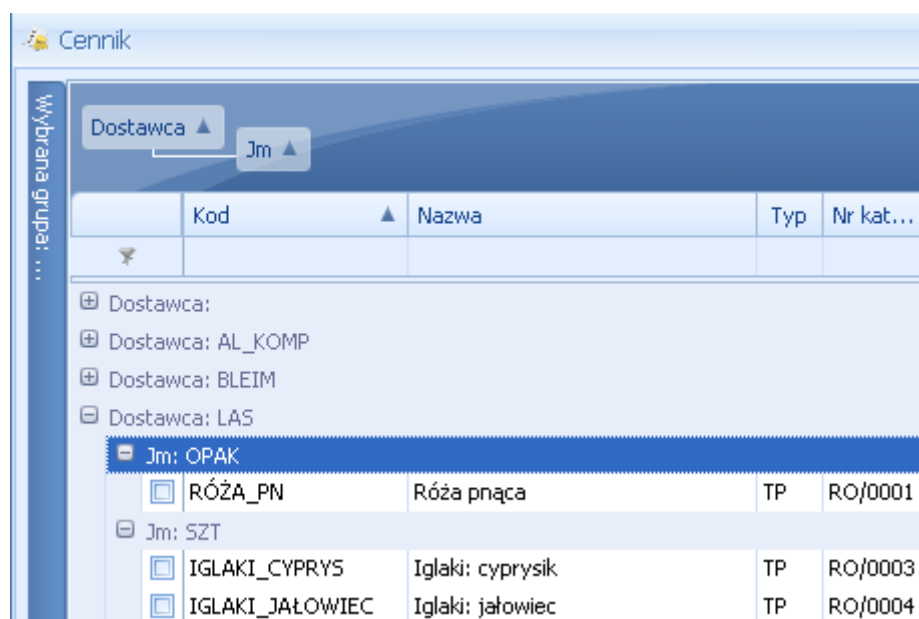 Cennik
Wybrana grupa: ...
Dostawca
Jm
Kod Nazwa Typ Nr kat...
Dostawca:
Dostawca: AL_KOMP
Dostawca: BLEIM
Dostawca: LAS
Jm: OPAK
RÓŻA_PN Róża pnąca TP RO/0001
Jm: SZT
IGLAKI_CYPRYS Iglaki: cyprysik TP RO/0003
IGLAKI_JAŁOWIEC Iglaki: jałowiec TP RO/0004